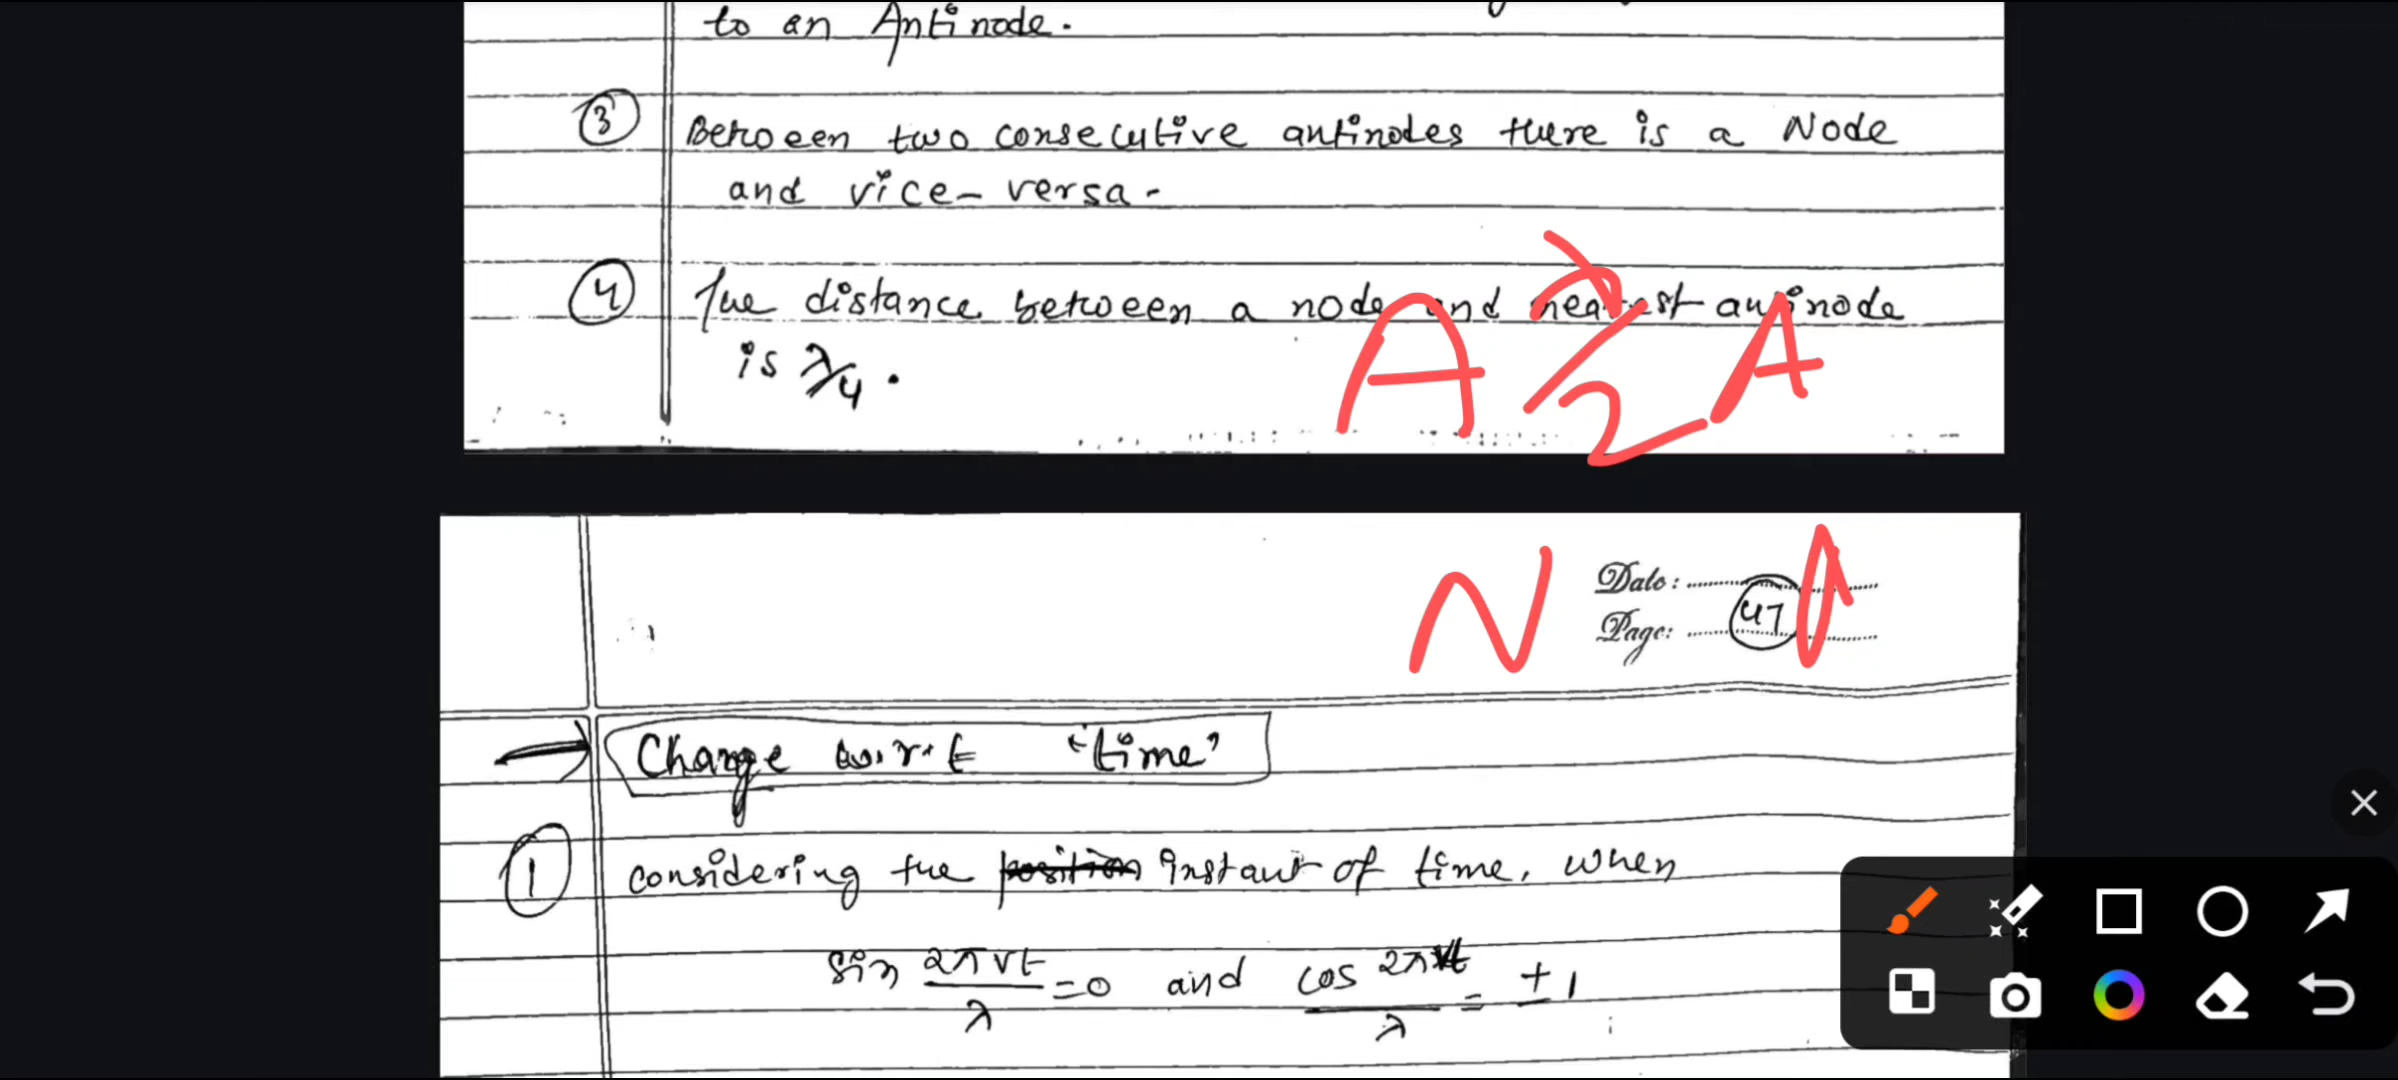 to an Antinode.
③ Between two consecutive antinodes there is a Node
and vice-versa.
④ The distance between a node and nearest antinode
is λ/4.
A λ/2 A
N A
Date:
Page: 47
→ Change w.r.t "time"
① considering the position instant of time, when
sin 2πvt/λ =0 and cos 2πvt/λ = ±1